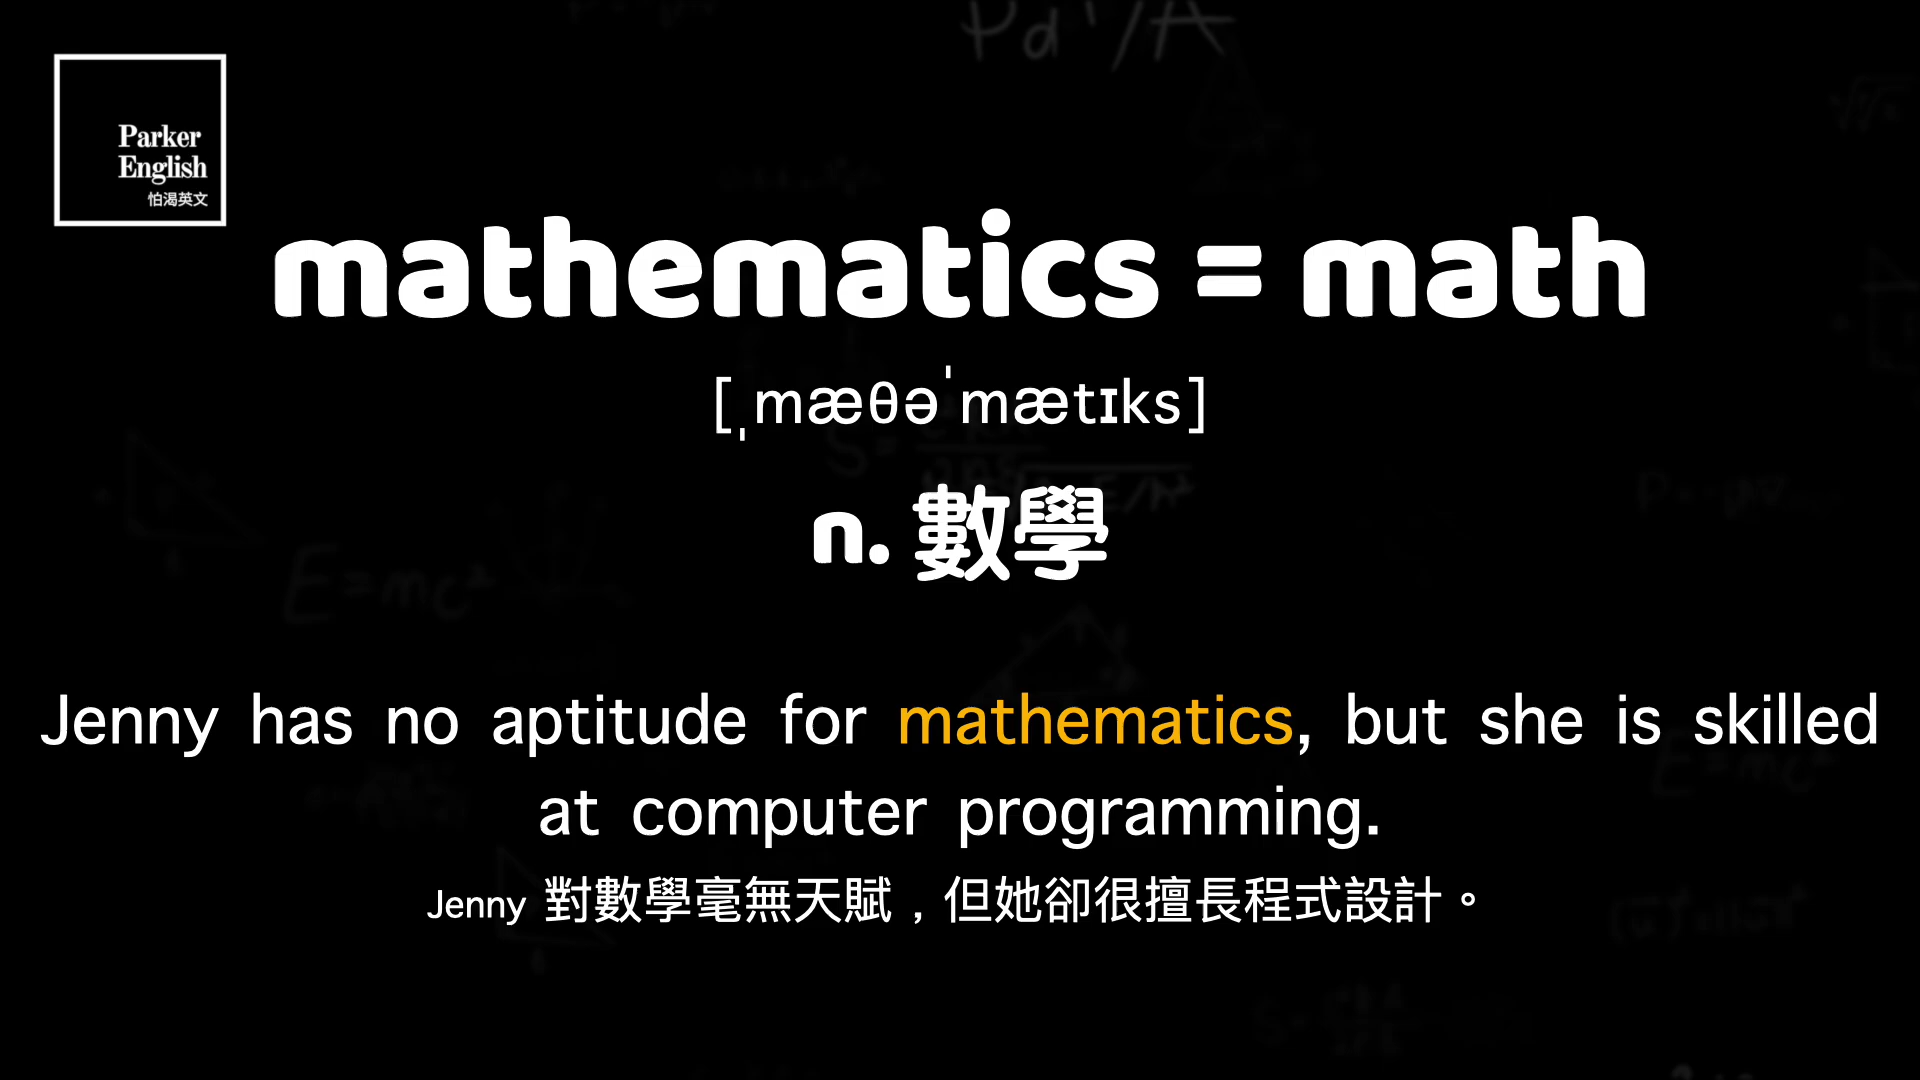 Parker
English
怕渴英文
mathematics = math
[ˌmæθəˈmætɪks]
n. 數學
Jenny has no aptitude for mathematics, but she is skilled
at computer programming.
Jenny 對數學毫無天賦，但她卻很擅長程式設計。
E=mc²
E=mc²